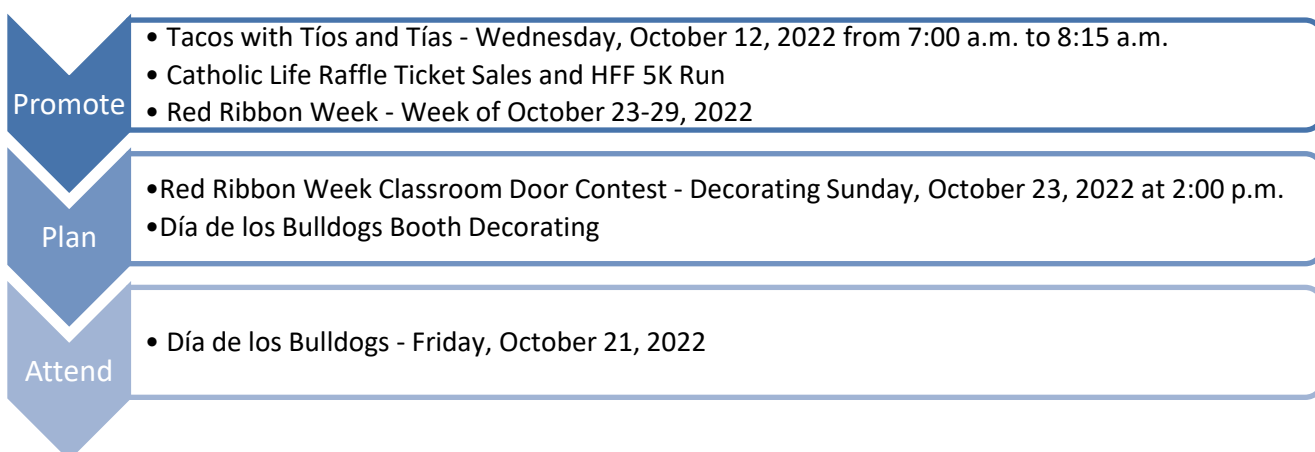 Promote
• Tacos with Tíos and Tías - Wednesday, October 12, 2022 from 7:00 a.m. to 8:15 a.m.
• Catholic Life Raffle Ticket Sales and HFF 5K Run
• Red Ribbon Week - Week of October 23-29, 2022
Plan
•Red Ribbon Week Classroom Door Contest - Decorating Sunday, October 23, 2022 at 2:00 p.m.
•Día de los Bulldogs Booth Decorating
Attend
• Día de los Bulldogs - Friday, October 21, 2022